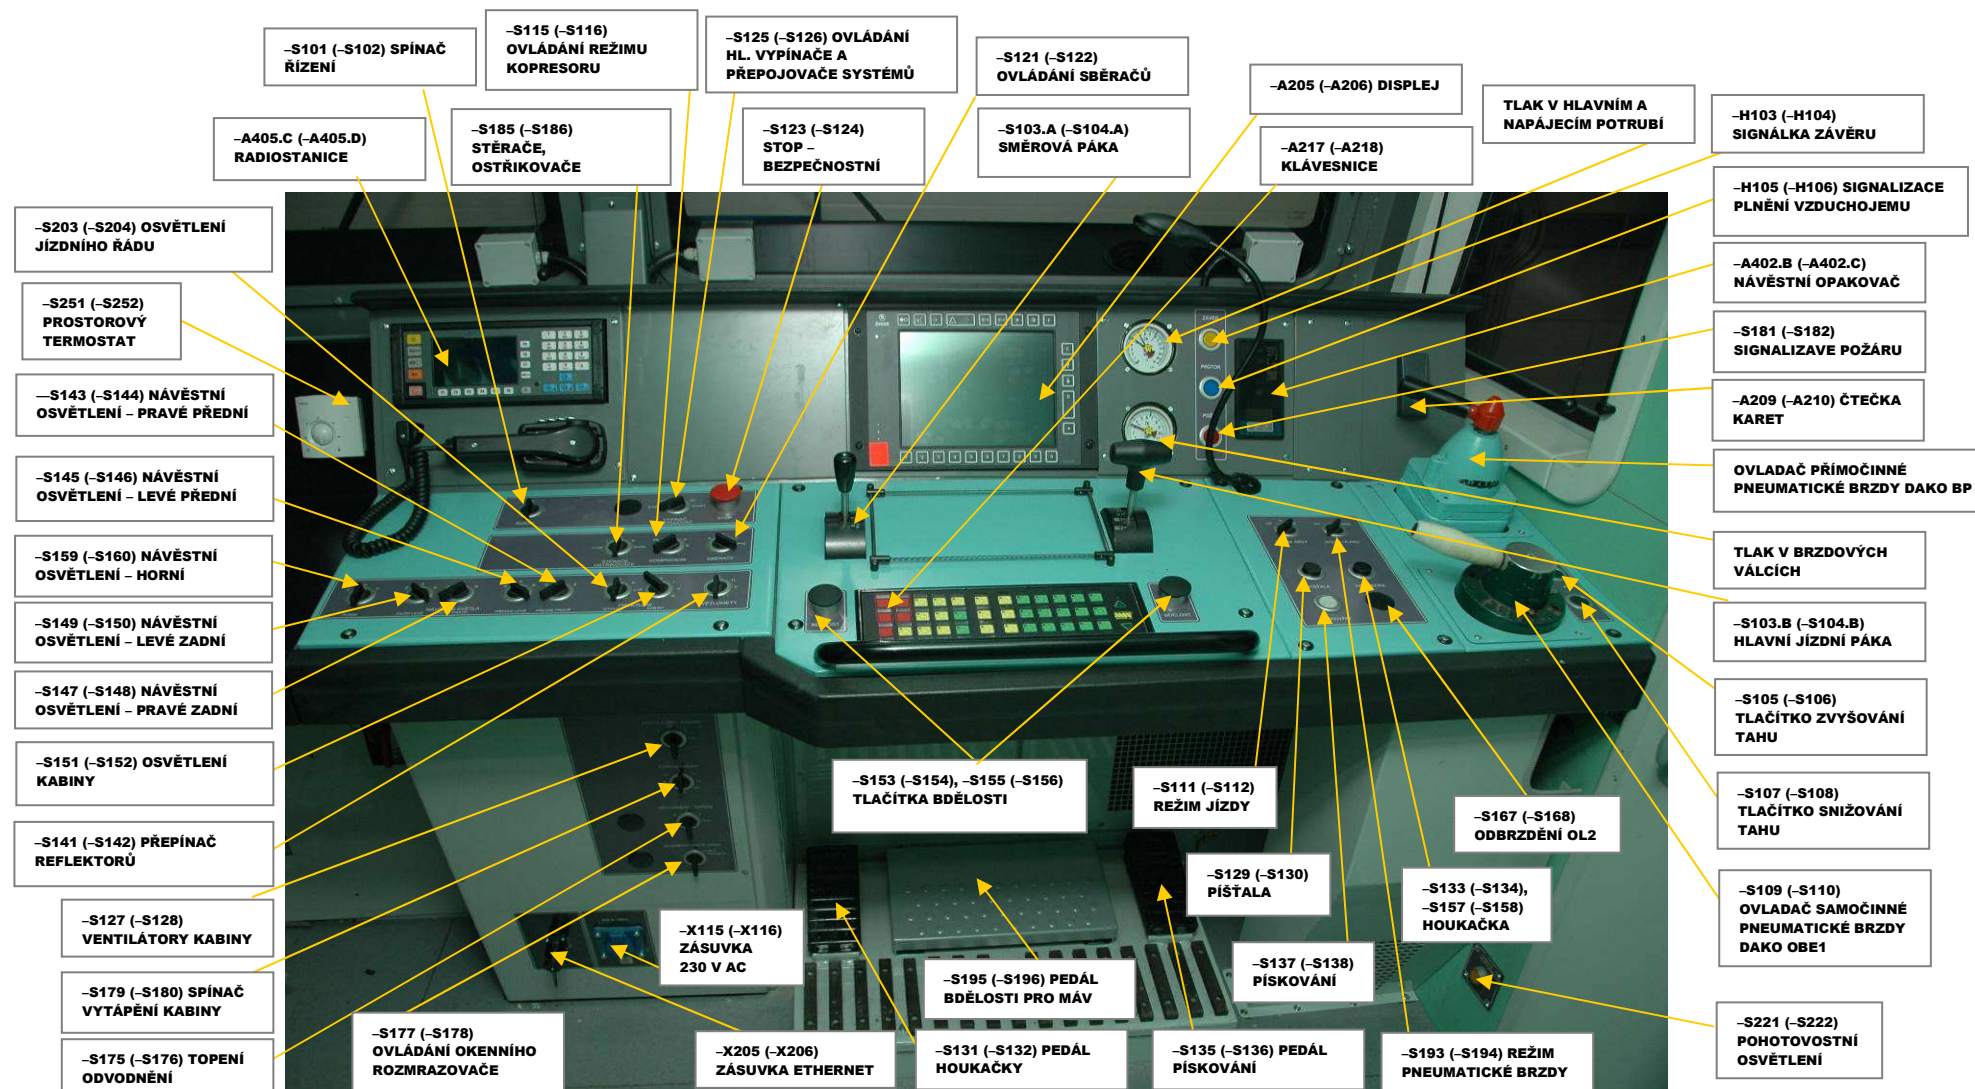 –S101 (–S102) SPÍNAČ
ŘÍZENÍ
–S115 (–S116)
OVLÁDÁNÍ REŽIMU
KOPRESORU
–S125 (–S126) OVLÁDÁNÍ
HL. VYPÍNAČE A
PŘEPOJOVAČE SYSTÉMŮ
–S121 (–S122)
OVLÁDÁNÍ SBĚRAČŮ
–A205 (–A206) DISPLEJ
TLAK V HLAVNÍM A
NAPÁJECÍM POTRUBÍ
–H103 (–H104)
SIGNÁLKA ZÁVĚRU
–A405.C (–A405.D)
RADIOSTANICE
–S185 (–S186)
STĚRAČE,
OSTŘIKOVAČE
–S123 (–S124)
STOP –
BEZPEČNOSTNÍ
–S103.A (–S104.A)
SMĚROVÁ PÁKA
–A217 (–A218)
KLÁVESNICE
–H105 (–H106) SIGNALIZACE
PLNĚNÍ VZDUCHOJEMU
–S203 (–S204) OSVĚTLENÍ
JÍZDNÍHO ŘÁDU
–A402.B (–A402.C)
NÁVĚSTNÍ OPAKOVAČ
–S251 (–S252)
PROSTOROVÝ
TERMOSTAT
–S181 (–S182)
SIGNALIZAVE POŽÁRU
––S143 (–S144) NÁVĚSTNÍ
OSVĚTLENÍ – PRAVÉ PŘEDNÍ
–A209 (–A210) ČTEČKA
KARET
–S145 (–S146) NÁVĚSTNÍ
OSVĚTLENÍ – LEVÉ PŘEDNÍ
OVLADAČ PŘÍMOČINNÉ
PNEUMATICKÉ BRZDY DAKO BP
–S159 (–S160) NÁVĚSTNÍ
OSVĚTLENÍ – HORNÍ
TLAK V BRZDOVÝCH
VÁLCÍCH
–S149 (–S150) NÁVĚSTNÍ
OSVĚTLENÍ – LEVÉ ZADNÍ
–S103.B (–S104.B)
HLAVNÍ JÍZDNÍ PÁKA
–S147 (–S148) NÁVĚSTNÍ
OSVĚTLENÍ – PRAVÉ ZADNÍ
–S105 (–S106)
TLAČÍTKO ZVYŠOVÁNÍ
TAHU
–S151 (–S152) OSVĚTLENÍ
KABINY
–S153 (–S154), –S155 (–S156)
TLAČÍTKA BDĚLOSTI
–S111 (–S112)
REŽIM JÍZDY
–S107 (–S108)
TLAČÍTKO SNIŽOVÁNÍ
TAHU
–S167 (–S168)
ODBRZDĚNÍ OL2
–S141 (–S142) PŘEPÍNAČ
REFLEKTORŮ
–S129 (–S130)
PÍŠŤALA
–S133 (–S134),
–S157 (–S158)
HOUKAČKA
–S109 (–S110)
OVLADAČ SAMOČINNÉ
PNEUMATICKÉ BRZDY
DAKO OBE1
–S127 (–S128)
VENTILÁTORY KABINY
–X115 (–X116)
ZÁSUVKA
230 V AC
–S195 (–S196) PEDÁL
BDĚLOSTI PRO MÁV
–S137 (–S138)
PÍSKOVÁNÍ
–S179 (–S180) SPÍNAČ
VYTÁPĚNÍ KABINY
–S221 (–S222)
POHOTOVOSTNÍ
OSVĚTLENÍ
–S175 (–S176) TOPENÍ
ODVODNĚNÍ
–S177 (–S178)
OVLÁDÁNÍ OKENNÍHO
ROZMRAZOVAČE
–X205 (–X206)
ZÁSUVKA ETHERNET
–S131 (–S132) PEDÁL
HOUKAČKY
–S135 (–S136) PEDÁL
PÍSKOVÁNÍ
–S193 (–S194) REŽIM
PNEUMATICKÉ BRZDY